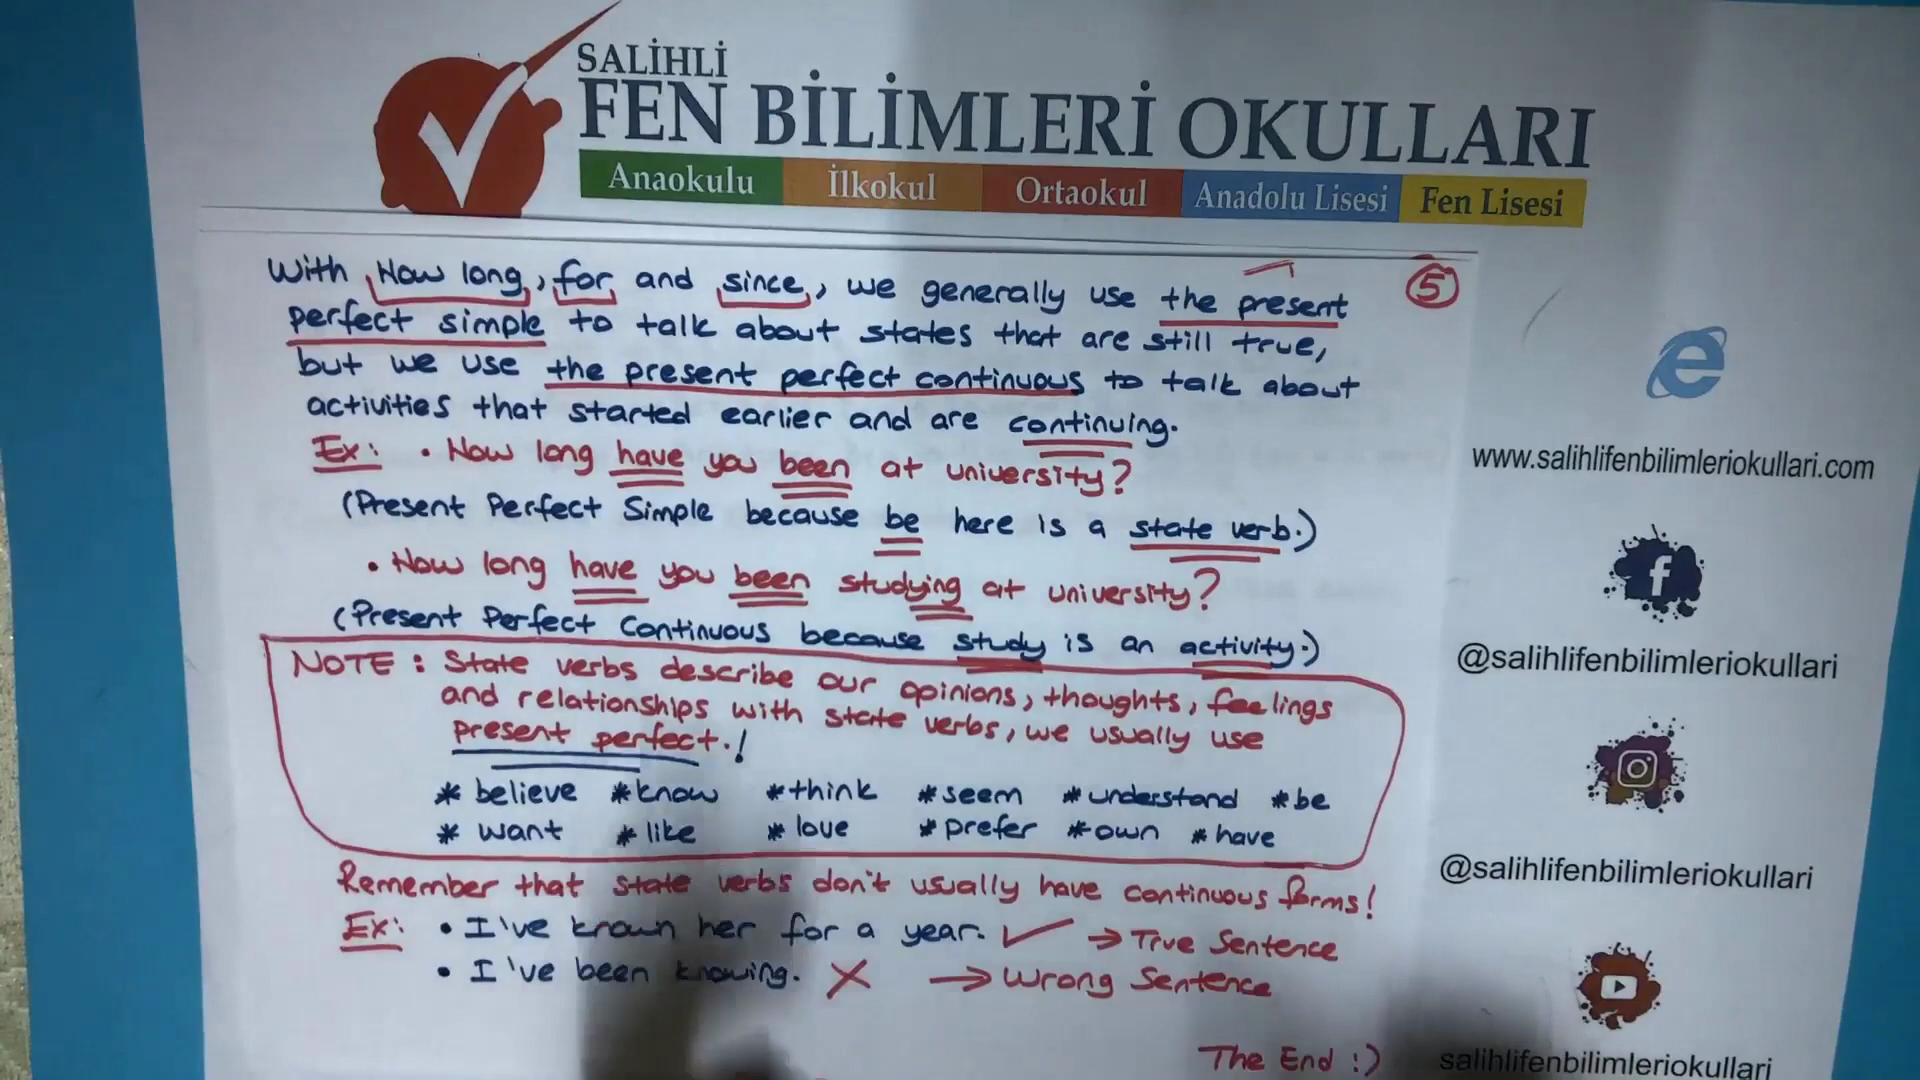 SALİHLİ
FEN BİLİMLERİ OKULLARI
Anaokulu İlkokul Ortaokul Anadolu Lisesi Fen Lisesi
With How long, for and since, we generally use the present
perfect simple to talk about states that are still true,
but we use the present perfect continuous to talk about
activities that started earlier and are continuing.
Ex: • How long have you been at university?
(Present Perfect Simple because be here is a state verb.)
• How long have you been studying at university?
(Present Perfect Continuous because study is an activity.)
NOTE: State verbs describe our opinions, thoughts, feelings
and relationships with state verbs, we usually use
present perfect.!
* believe * know * think * seem * understand * be
* want * like * love * prefer * own * have
Remember that state verbs don't usually have continuous forms!
Ex: • I've known her for a year. ✓ → True Sentence
• I've been knowing. X → Wrong Sentence
The End :)
5
www.salihlifenbilimleriokullari.com
@salihlifenbilimleriokullari
@salihlifenbilimleriokullari
salihlifenbilimleriokullari